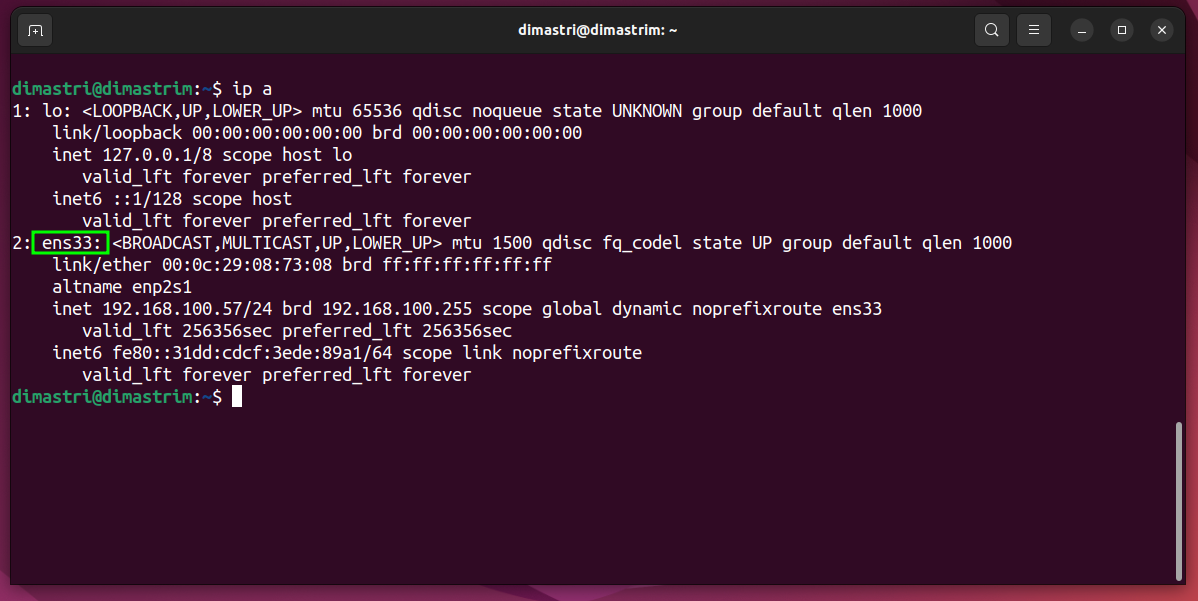 dimastri@dimastrim: ~
dimastri@dimastrim:~$ ip a
1: lo: <LOOPBACK,UP,LOWER_UP> mtu 65536 qdisc noqueue state UNKNOWN group default qlen 1000
    link/loopback 00:00:00:00:00:00 brd 00:00:00:00:00:00
    inet 127.0.0.1/8 scope host lo
       valid_lft forever preferred_lft forever
    inet6 ::1/128 scope host
       valid_lft forever preferred_lft forever
2: ens33: <BROADCAST,MULTICAST,UP,LOWER_UP> mtu 1500 qdisc fq_codel state UP group default qlen 1000
    link/ether 00:0c:29:08:73:08 brd ff:ff:ff:ff:ff:ff
    altname enp2s1
    inet 192.168.100.57/24 brd 192.168.100.255 scope global dynamic noprefixroute ens33
       valid_lft 256356sec preferred_lft 256356sec
    inet6 fe80::31dd:cdcf:3ede:89a1/64 scope link noprefixroute
       valid_lft forever preferred_lft forever
dimastri@dimastrim:~$